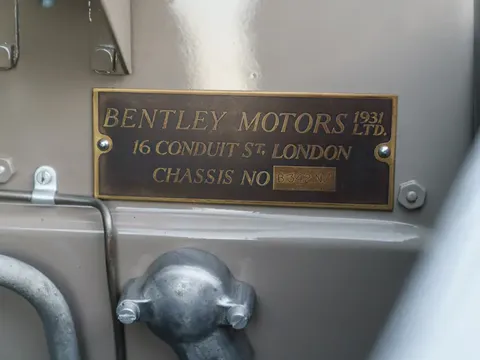 BENTLEY MOTORS 1931 LTD.
16 CONDUIT ST. LONDON
CHASSIS NO